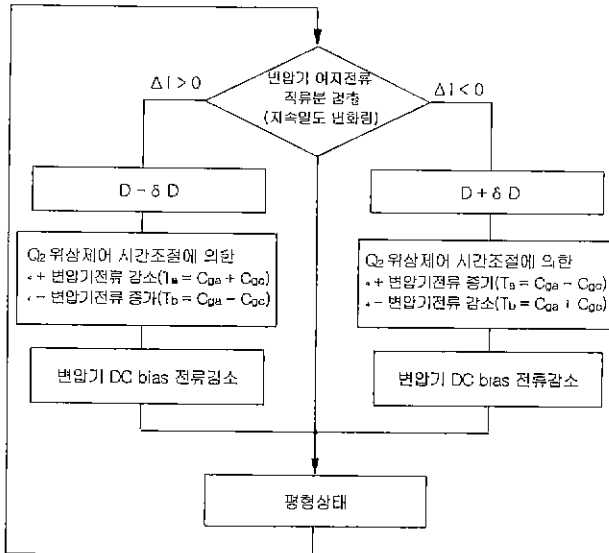 변압기 여자전류
직류분 검출
(자속밀도 변화량)
Δ I > 0
Δ I < 0
D − δ D
D + δ D
Q₂ 위상제어 시간조절에 의한
+ 변압기전류 감소(Tₐ = Cgₐ + Cgc)
− 변압기전류 증가(Tb = Cgₐ − Cgc)
Q₂ 위상제어 시간조절에 의한
+ 변압기전류 증가(Tₐ = Cgₐ − Cgc)
− 변압기전류 감소(Tb = Cgₐ + Cgc)
변압기 DC bias 전류감소
변압기 DC bias 전류감소
평형상태